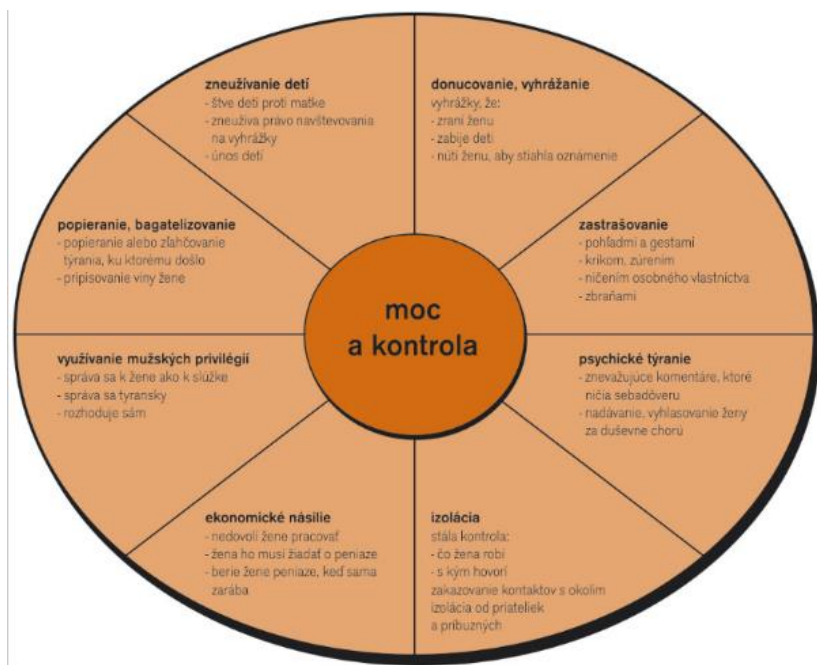 zneužívanie detí
- štve deti proti matke
- zneužíva právo navštevovania
na vyhrážky
- únos detí
donucovanie, vyhrážanie
vyhrážky, že:
- zraní ženu
- zabije deti
- núti ženu, aby stiahla oznámenie
popieranie, bagatelizovanie
- popieranie alebo zľahčovanie
týrania, ku ktorému došlo
- pripisovanie viny žene
zastrašovanie
- pohľadmi a gestami
- krikom, zúrením
- ničením osobného vlastníctva
- zbraňami
moc
a kontrola
využívanie mužských privilégií
- správa sa k žene ako k slúžke
- správa sa tyransky
- rozhoduje sám
psychické týranie
- znevažujúce komentáre, ktoré
ničia sebadôveru
- nadávanie, vyhlasovanie ženy
za duševne chorú
ekonomické násilie
- nedovolí žene pracovať
- žena ho musí žiadať o peniaze
- berie žene peniaze, keď sama
zarába
izolácia
stála kontrola:
- čo žena robí
- s kým hovorí
zakazovanie kontaktov s okolím
izolácia od priateliek
a príbuzných